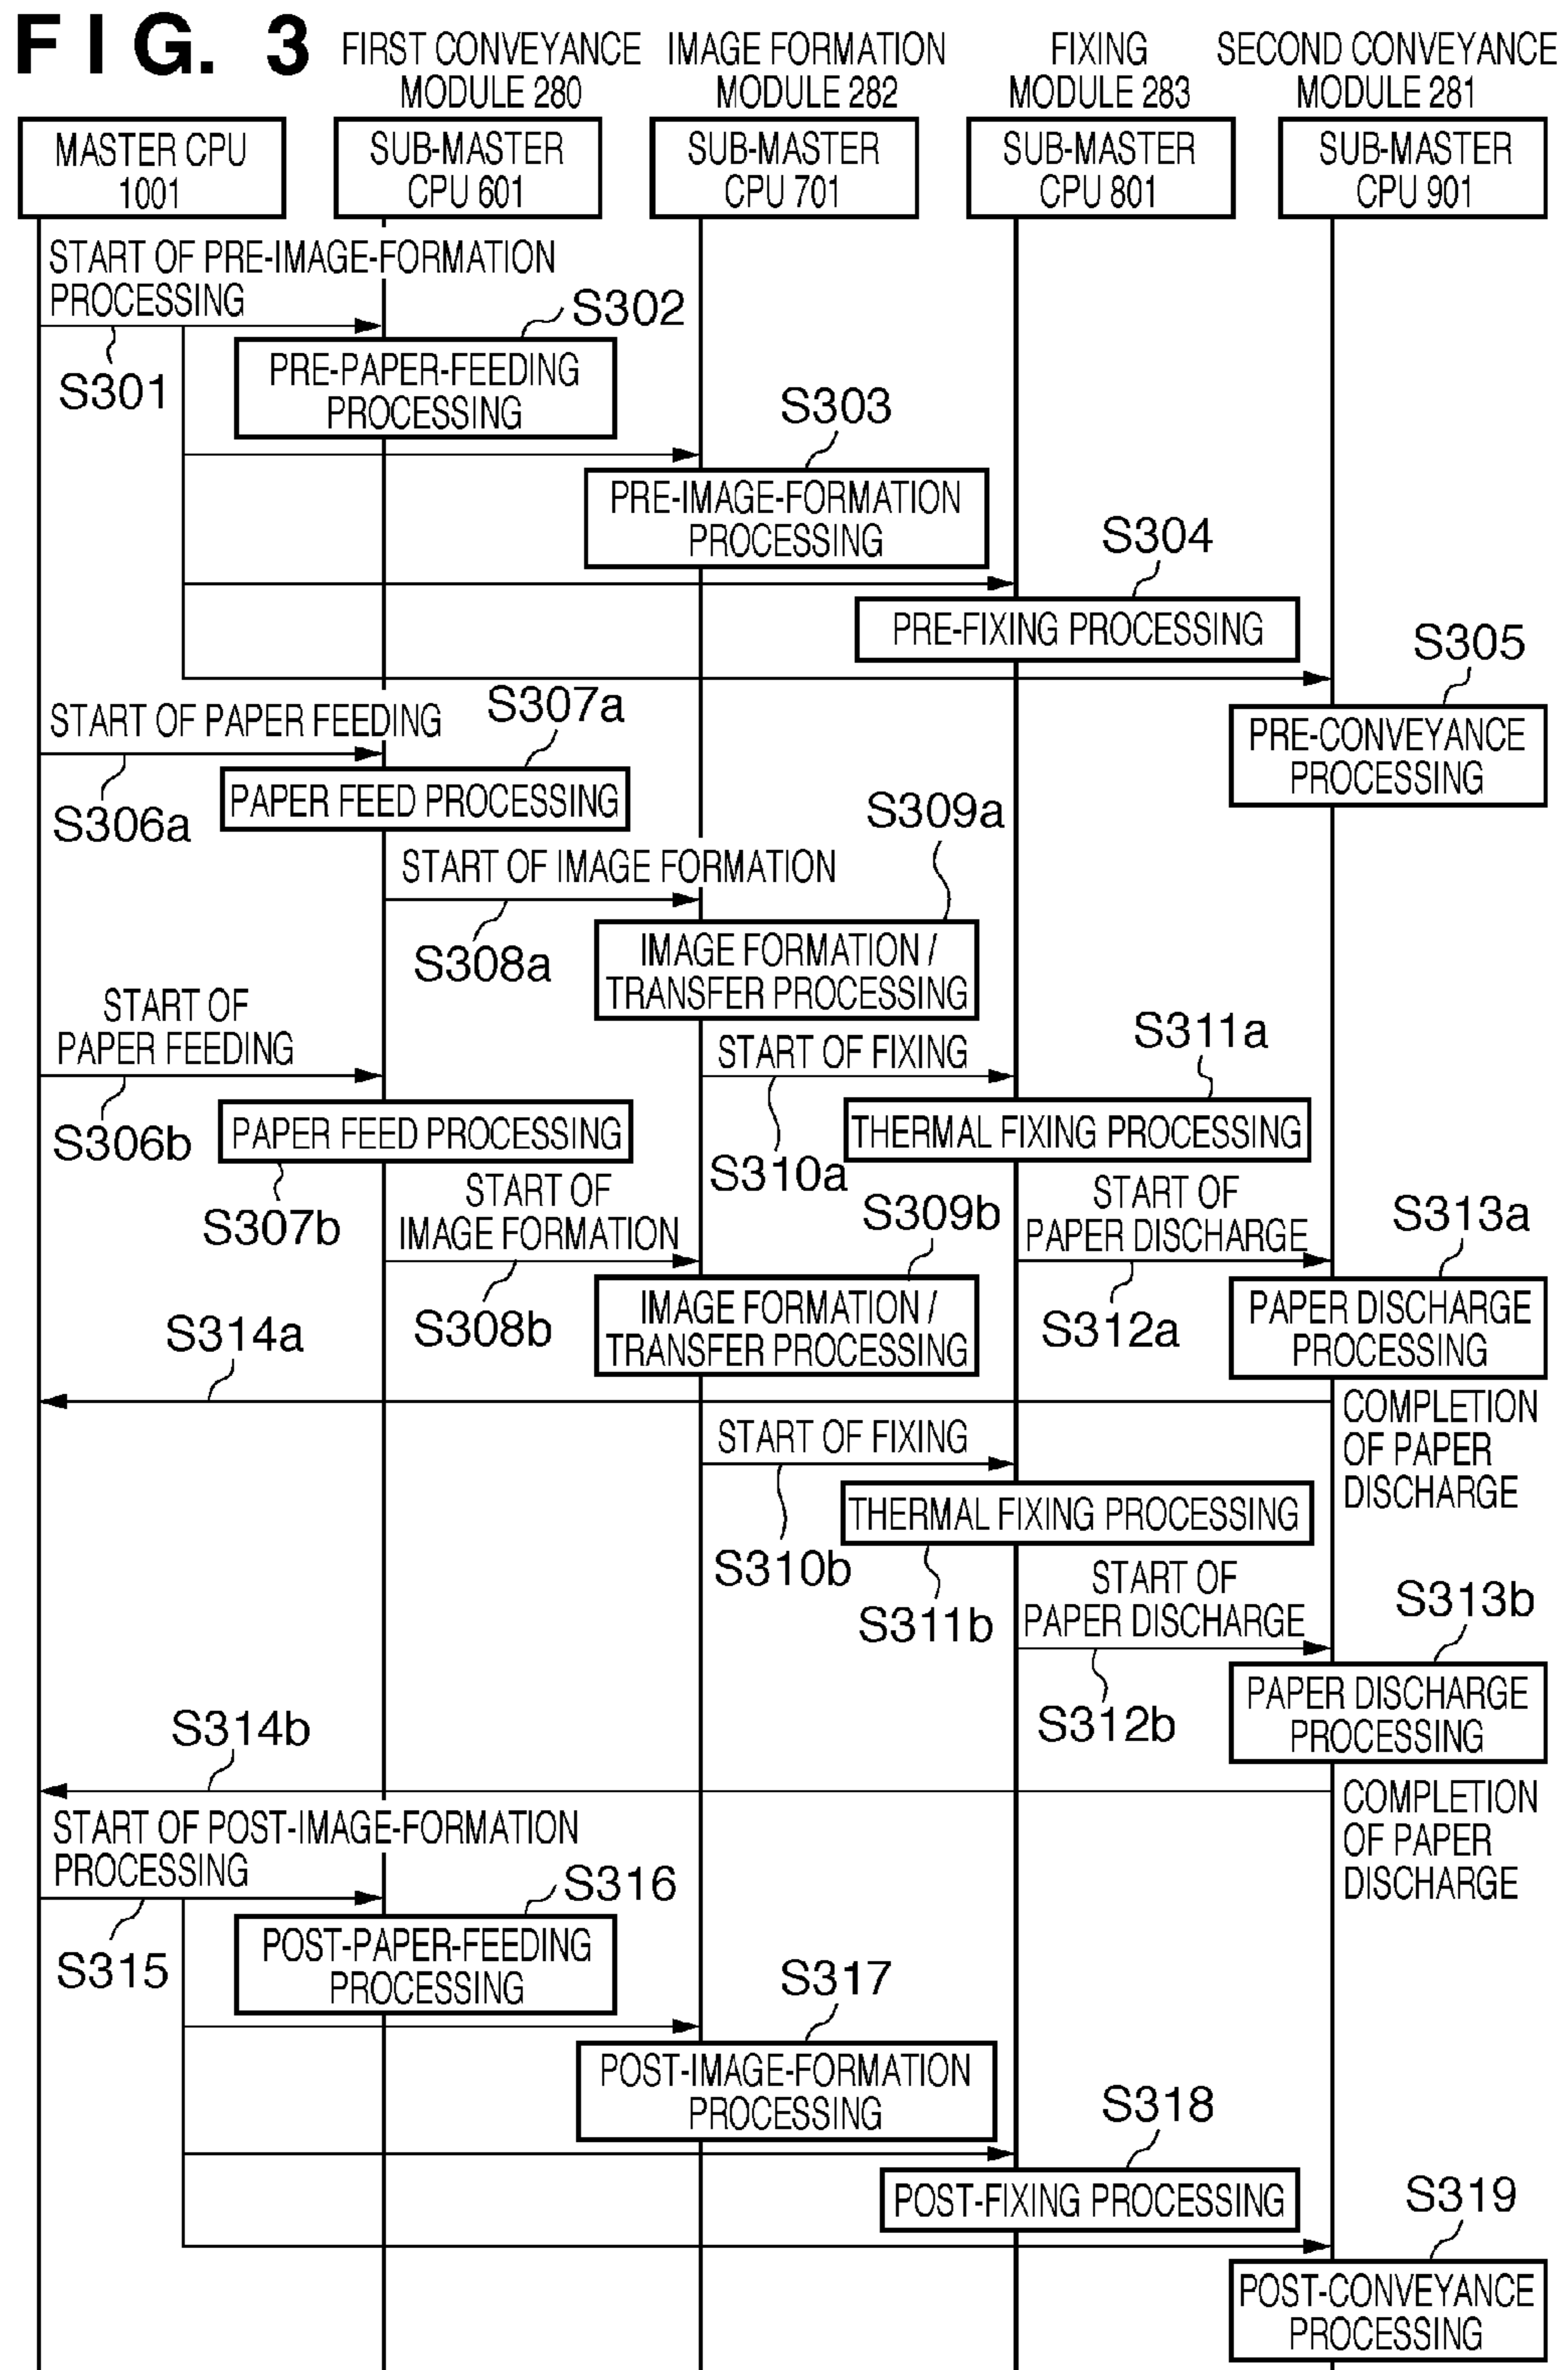 FIG. 3
FIRST CONVEYANCE
MODULE 280
IMAGE FORMATION
MODULE 282
FIXING
MODULE 283
SECOND CONVEYANCE
MODULE 281
MASTER CPU
1001
SUB-MASTER
CPU 601
SUB-MASTER
CPU 701
SUB-MASTER
CPU 801
SUB-MASTER
CPU 901
START OF PRE-IMAGE-FORMATION
PROCESSING
S301
S302
PRE-PAPER-FEEDING
PROCESSING
S303
PRE-IMAGE-FORMATION
PROCESSING
S304
PRE-FIXING PROCESSING
S305
PRE-CONVEYANCE
PROCESSING
START OF PAPER FEEDING
S306a
S307a
PAPER FEED PROCESSING
START OF IMAGE FORMATION
S308a
S309a
IMAGE FORMATION /
TRANSFER PROCESSING
START OF
PAPER FEEDING
S306b
START OF FIXING
S310a
S311a
THERMAL FIXING PROCESSING
PAPER FEED PROCESSING
S307b
START OF
IMAGE FORMATION
S308b
S309b
IMAGE FORMATION /
TRANSFER PROCESSING
START OF
PAPER DISCHARGE
S312a
S313a
PAPER DISCHARGE
PROCESSING
S314a
COMPLETION
OF PAPER
DISCHARGE
START OF FIXING
S310b
THERMAL FIXING PROCESSING
S311b
START OF
PAPER DISCHARGE
S312b
S313b
PAPER DISCHARGE
PROCESSING
S314b
COMPLETION
OF PAPER
DISCHARGE
START OF POST-IMAGE-FORMATION
PROCESSING
S315
S316
POST-PAPER-FEEDING
PROCESSING
S317
POST-IMAGE-FORMATION
PROCESSING
S318
POST-FIXING PROCESSING
S319
POST-CONVEYANCE
PROCESSING